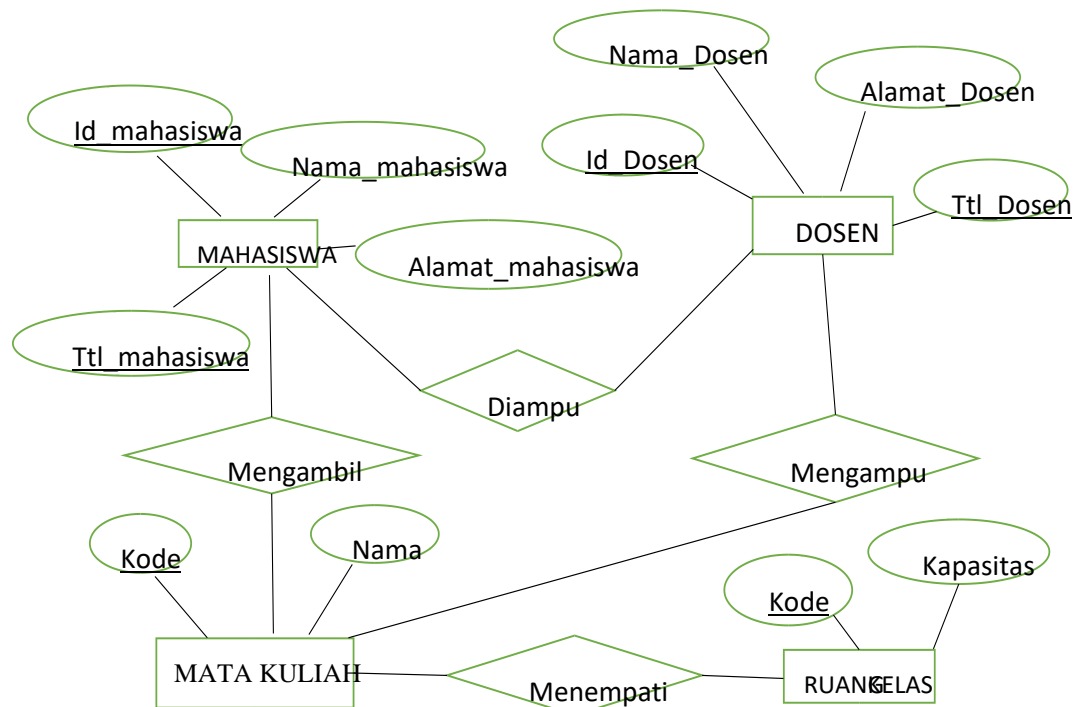 Nama_Dosen
Alamat_Dosen
Id_mahasiswa
Nama_mahasiswa
Id_Dosen
Ttl_Dosen
MAHASISWA
DOSEN
Alamat_mahasiswa
Ttl_mahasiswa
Diampu
Mengambil
Mengampu
Kode
Nama
Kapasitas
Kode
MATA KULIAH
Menempati
RUANG KELAS